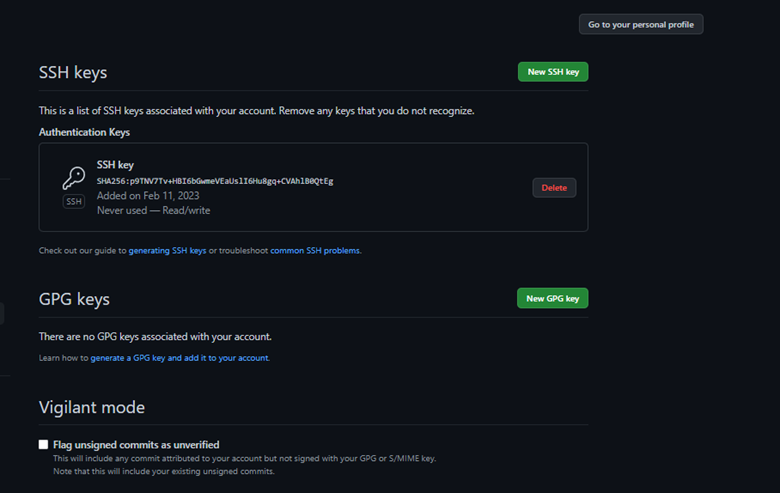 Go to your personal profile
SSH keys
New SSH key
This is a list of SSH keys associated with your account. Remove any keys that you do not recognize.
Authentication Keys
SSH key
SHA256:p9TNV7Tv+HBI6bGwmeVEaUslI6Hu8gq+CVAhlB0QtEg
Added on Feb 11, 2023
Never used — Read/write
SSH
Delete
Check out our guide to generating SSH keys or troubleshoot common SSH problems.
GPG keys
New GPG key
There are no GPG keys associated with your account.
Learn how to generate a GPG key and add it to your account.
Vigilant mode
Flag unsigned commits as unverified
This will include any commit attributed to your account but not signed with your GPG or S/MIME key.
Note that this will include your existing unsigned commits.